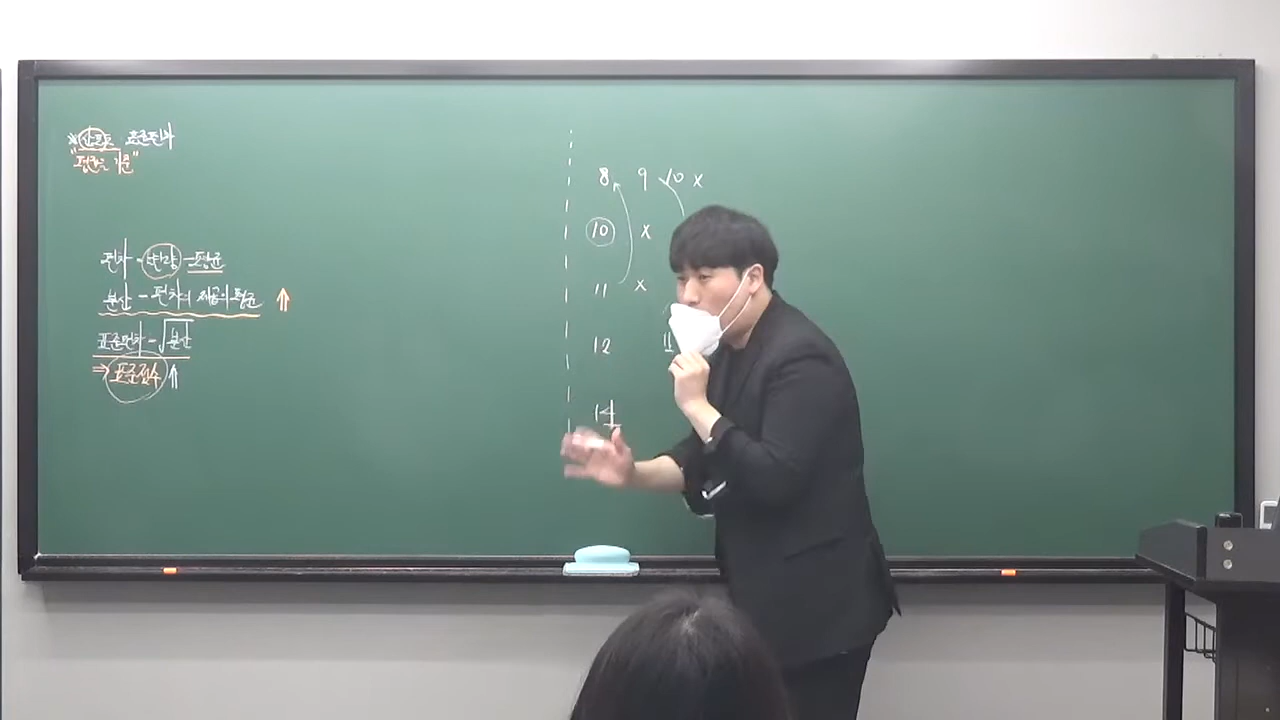 ※산포도 : 표준편차
"평균은 기준"
편차 = 변량 - 평균
분산 - 편차의 제곱의 평균 ⇑
표준편차 - √분산
⇒ 표준점수 ⇑
8 9 10 x
10 x
11 x
12 11
14